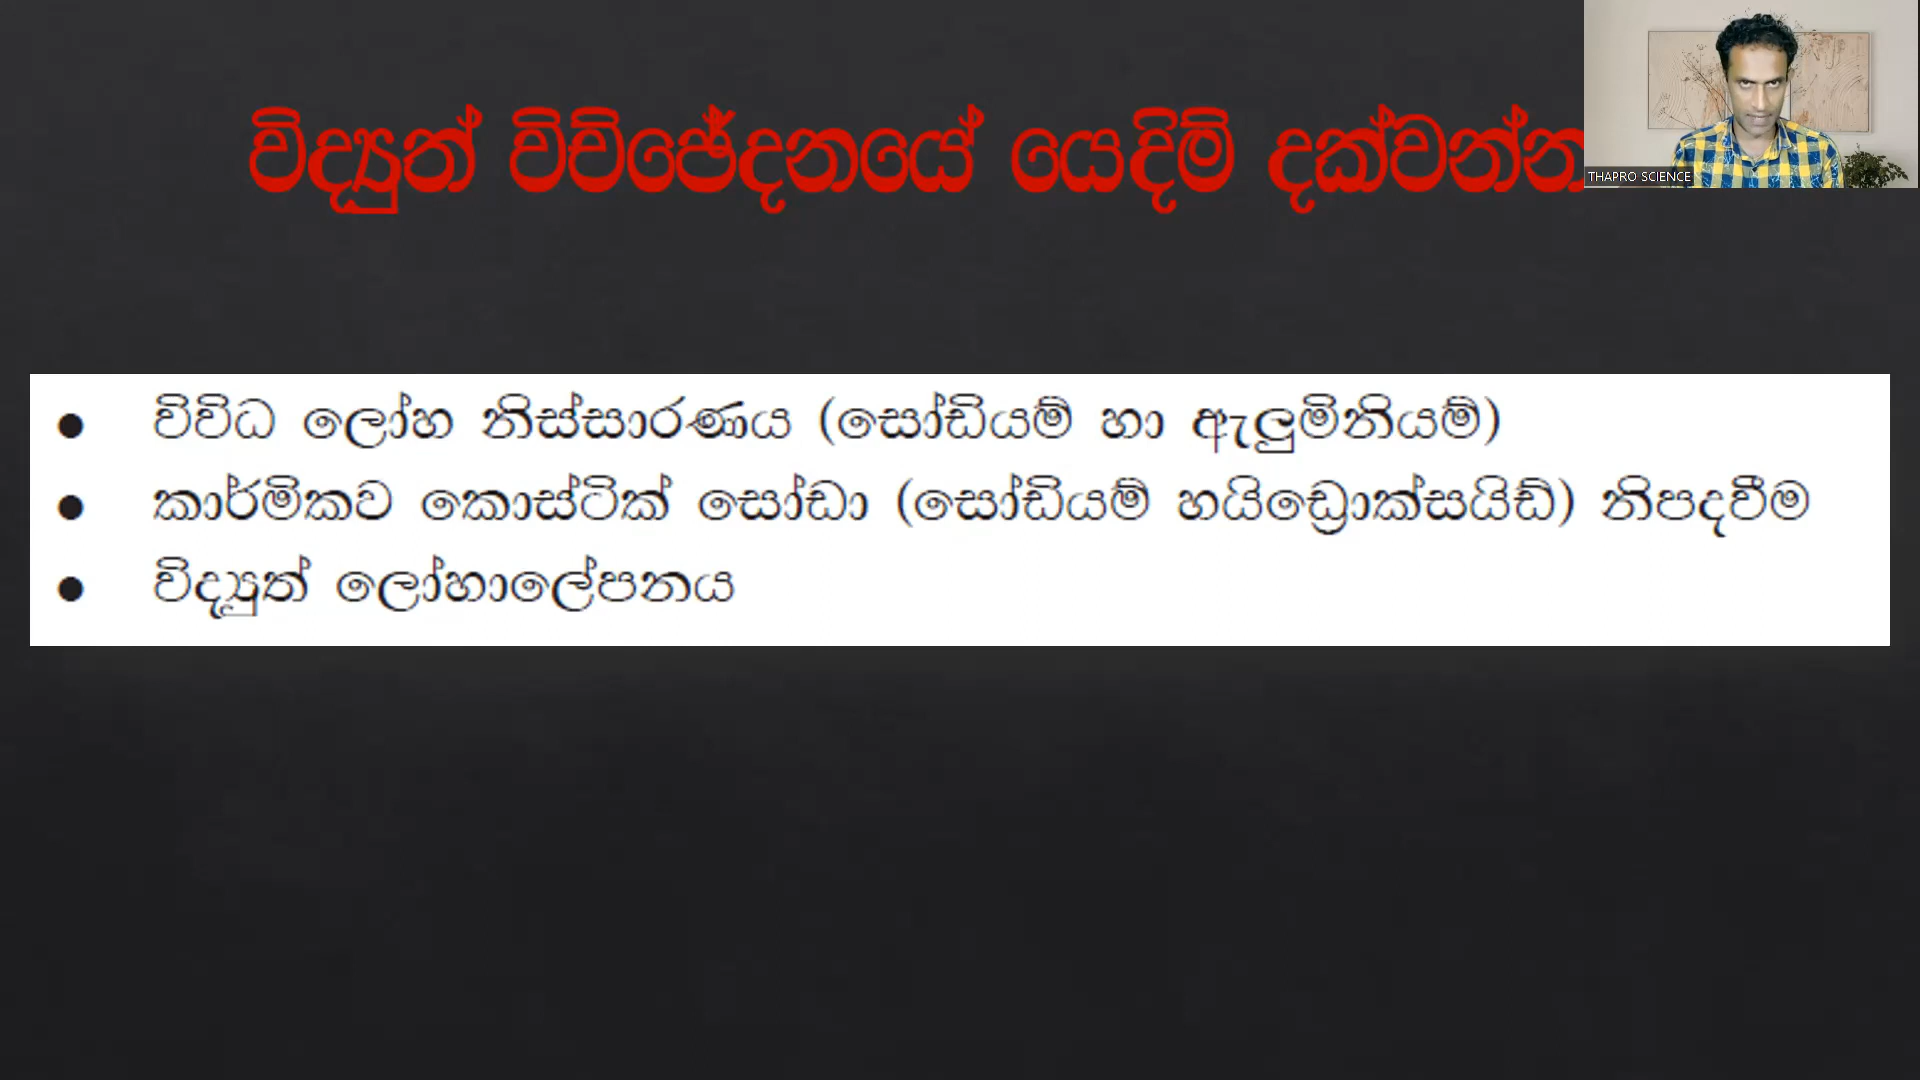 විද්‍යුත් විච්ඡේදනයේ යෙදීම් දක්වන්න
THAPRO SCIENCE
● විවිධ ලෝහ නිස්සාරණය (සෝඩියම් හා ඇලුමිනියම්)
● කාර්මිකව කොස්ටික් සෝඩා (සෝඩියම් හයිඩ්‍රොක්සයිඩ්) නිපදවීම
● විද්‍යුත් ලෝහාලේපනය